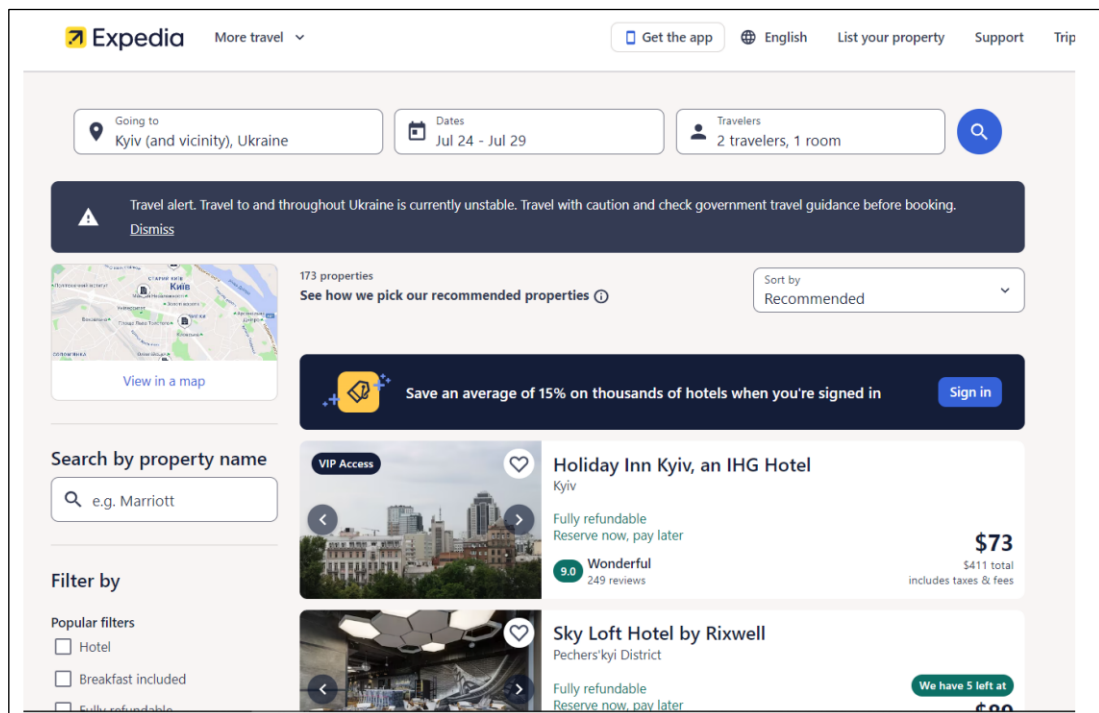 Expedia
More travel
Get the app
English
List your property
Support
Trip
Going to
Kyiv (and vicinity), Ukraine
Dates
Jul 24 - Jul 29
Travelers
2 travelers, 1 room
Travel alert. Travel to and throughout Ukraine is currently unstable. Travel with caution and check government travel guidance before booking.
Dismiss
Київ
View in a map
173 properties
See how we pick our recommended properties
Sort by
Recommended
Save an average of 15% on thousands of hotels when you're signed in
Sign in
Search by property name
e.g. Marriott
Filter by
Popular filters
Hotel
Breakfast included
Fully refundable
VIP Access
Holiday Inn Kyiv, an IHG Hotel
Kyiv
Fully refundable
Reserve now, pay later
9.0
Wonderful
249 reviews
$73
$411 total
includes taxes & fees
Sky Loft Hotel by Rixwell
Pechers'kyi District
Fully refundable
Reserve now, pay later
We have 5 left at